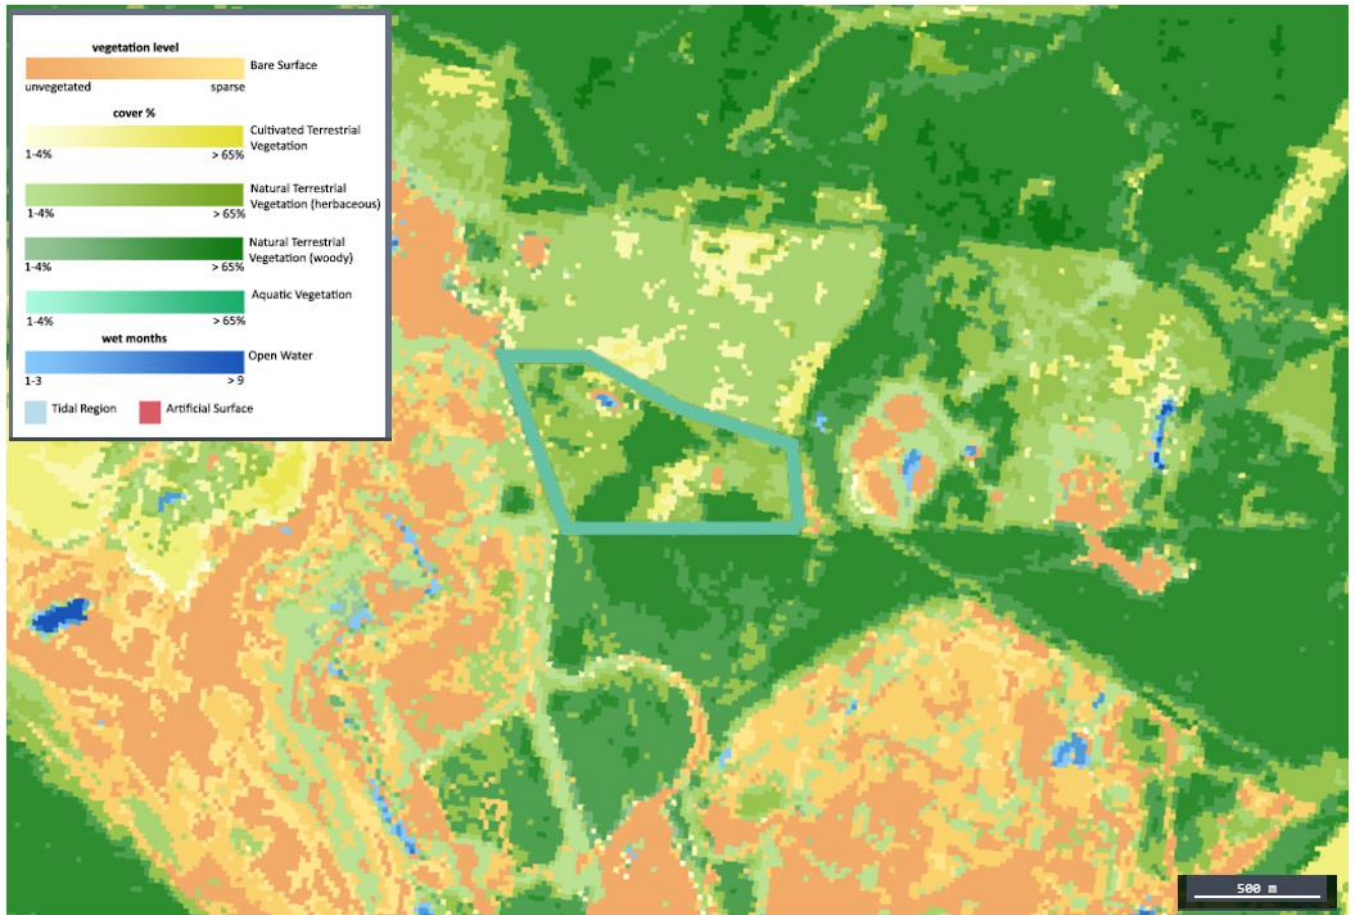 vegetation level
Bare Surface
unvegetated sparse
cover %
Cultivated Terrestrial
Vegetation
1-4% > 65%
Natural Terrestrial
Vegetation (herbaceous)
1-4% > 65%
Natural Terrestrial
Vegetation (woody)
1-4% > 65%
Aquatic Vegetation
1-4% > 65%
wet months
Open Water
1-3 > 9
Tidal Region Artificial Surface
500 m